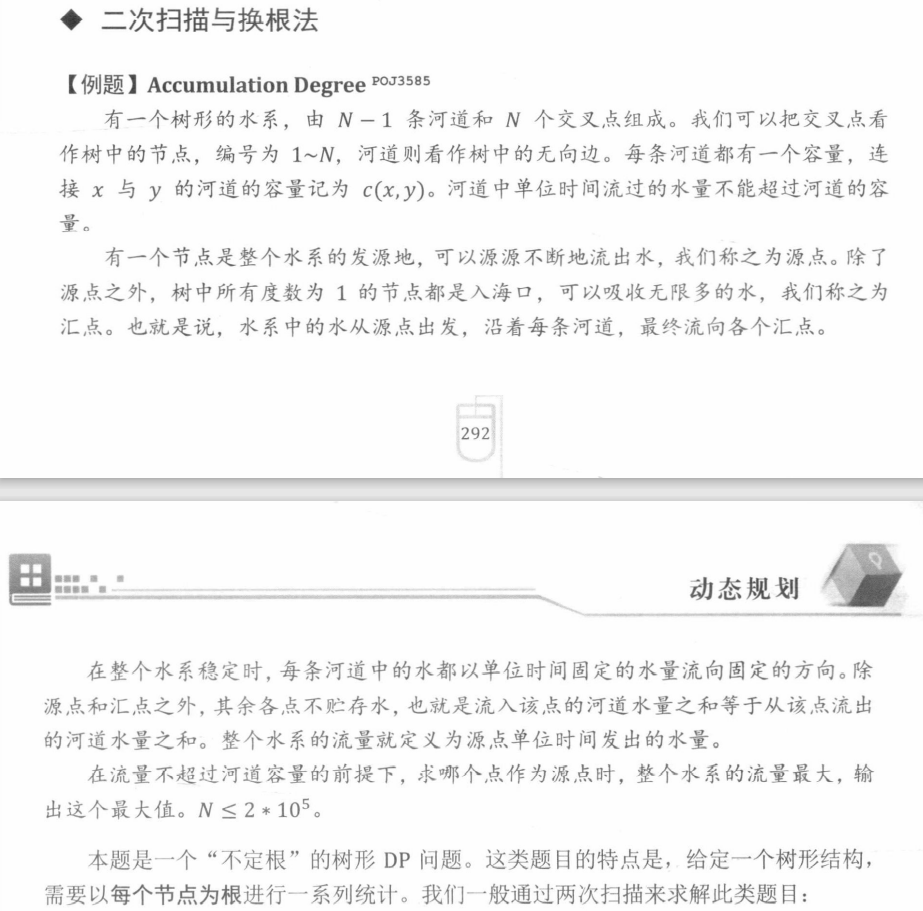 ◆ 二次扫描与换根法
【例题】Accumulation Degree POJ3585
有一个树形的水系，由 N − 1 条河道和 N 个交叉点组成。我们可以把交叉点看
作树中的节点，编号为 1~N，河道则看作树中的无向边。每条河道都有一个容量，连
接 x 与 y 的河道的容量记为 c(x,y)。河道中单位时间流过的水量不能超过河道的容
量。
有一个节点是整个水系的发源地，可以源源不断地流出水，我们称之为源点。除了
源点之外，树中所有度数为 1 的节点都是入海口，可以吸收无限多的水，我们称之为
汇点。也就是说，水系中的水从源点出发，沿着每条河道，最终流向各个汇点。
292
动态规划
在整个水系稳定时，每条河道中的水都以单位时间固定的水量流向固定的方向。除
源点和汇点之外，其余各点不贮存水，也就是流入该点的河道水量之和等于从该点流出
的河道水量之和。整个水系的流量就定义为源点单位时间发出的水量。
在流量不超过河道容量的前提下，求哪个点作为源点时，整个水系的流量最大，输
出这个最大值。N ≤ 2 * 10⁵。
本题是一个“不定根”的树形 DP 问题。这类题目的特点是，给定一个树形结构，
需要以每个节点为根进行一系列统计。我们一般通过两次扫描来求解此类题目：